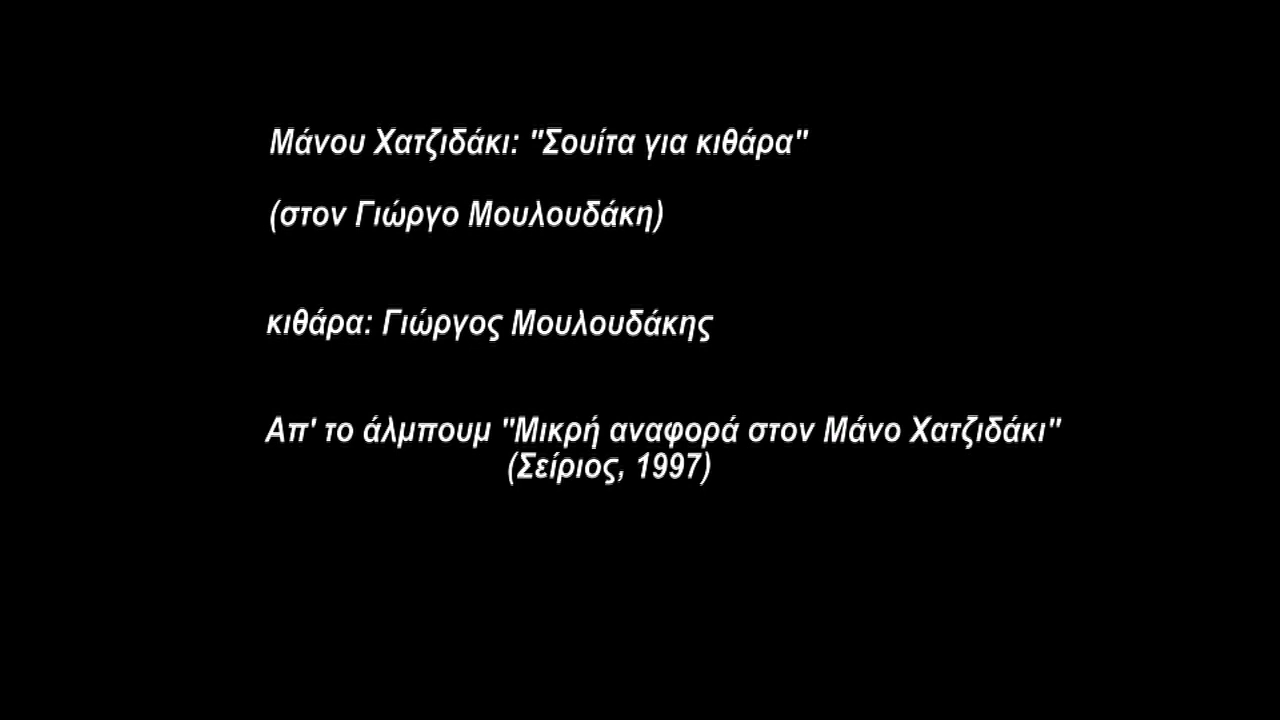 Μάνου Χατζιδάκι: "Σουίτα για κιθάρα"
(στον Γιώργο Μουλουδάκη)
κιθάρα: Γιώργος Μουλουδάκης
Απ' το άλμπουμ "Μικρή αναφορά στον Μάνο Χατζιδάκι"
(Σείριος, 1997)